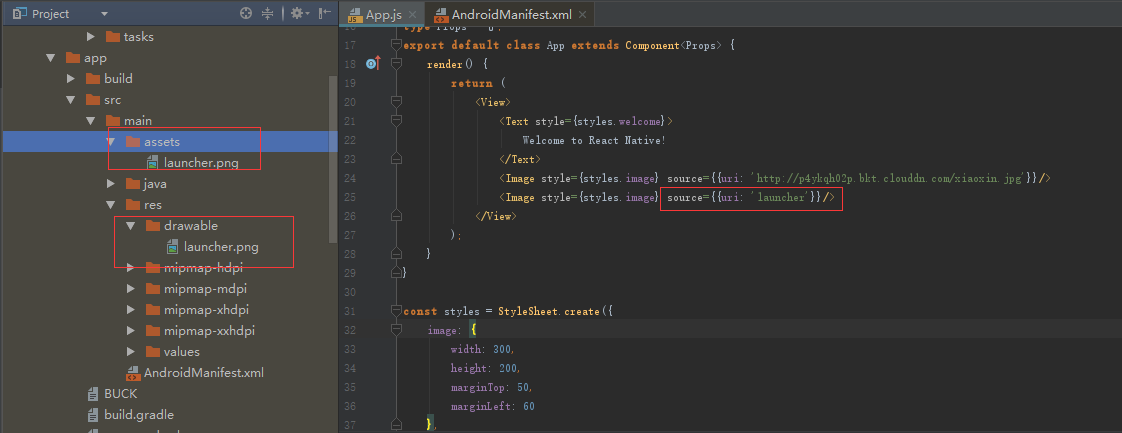 Project
tasks
app
build
src
main
assets
launcher.png
java
res
drawable
launcher.png
mipmap-hdpi
mipmap-mdpi
mipmap-xhdpi
mipmap-xxhdpi
values
AndroidManifest.xml
BUCK
build.gradle
App.js
AndroidManifest.xml
17 export default class App extends Component<Props> {
18 render() {
19 return (
20 <View>
21 <Text style={styles.welcome}>
22 Welcome to React Native!
23 </Text>
24 <Image style={styles.image} source={{uri: 'http://p4ykqh02p.bkt.clouddn.com/xiaoxin.jpg'}}/>
25 <Image style={styles.image} source={{uri: 'launcher'}}/>
26 </View>
27 );
28 }
29 }
30
31 const styles = StyleSheet.create({
32 image: {
33 width: 300,
34 height: 200,
35 marginTop: 50,
36 marginLeft: 60
37 },